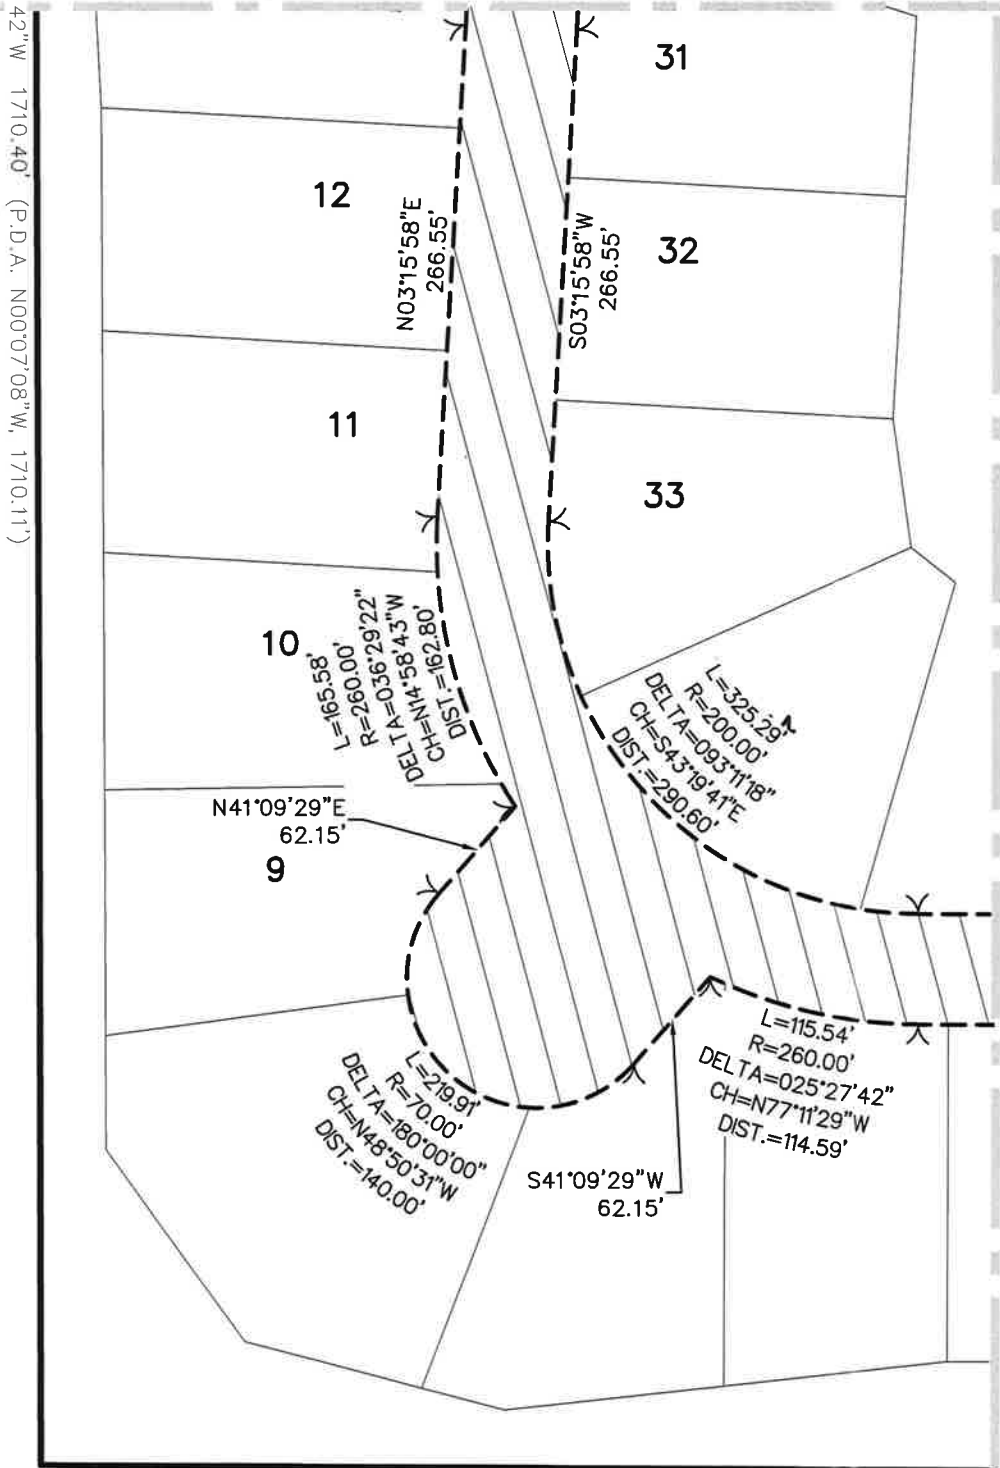 42"W 1710.40' (P.D.A. N00°07'08"W, 1710.11')
31
12
N03°15'58"E
266.55'
S03°15'58"W
266.55'
32
11
33
10
L=165.58'
R=260.00'
DELTA=036°29'22"
CH=N14°58'43"W
DIST.=162.80'
L=325.29'
R=200.00'
DELTA=093°11'18"
CH=S43°19'41"E
DIST.=290.60'
N41°09'29"E
62.15'
9
L=219.91'
R=70.00'
DELTA=180°00'00"
CH=N48°50'31"W
DIST.=140.00'
L=115.54'
R=260.00'
DELTA=025°27'42"
CH=N77°11'29"W
DIST.=114.59'
S41°09'29"W
62.15'